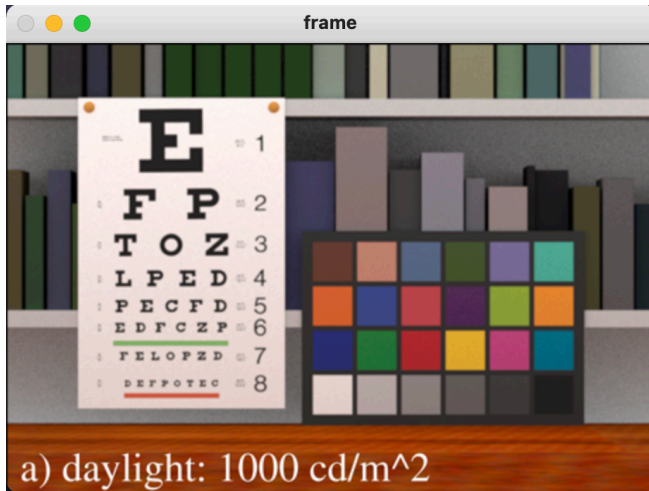 frame
E 1
F P 2
T O Z 3
L P E D 4
P E C F D 5
E D F C Z P 6
F E L O P Z D 7
D E F P O T E C 8
a) daylight: 1000 cd/m^2